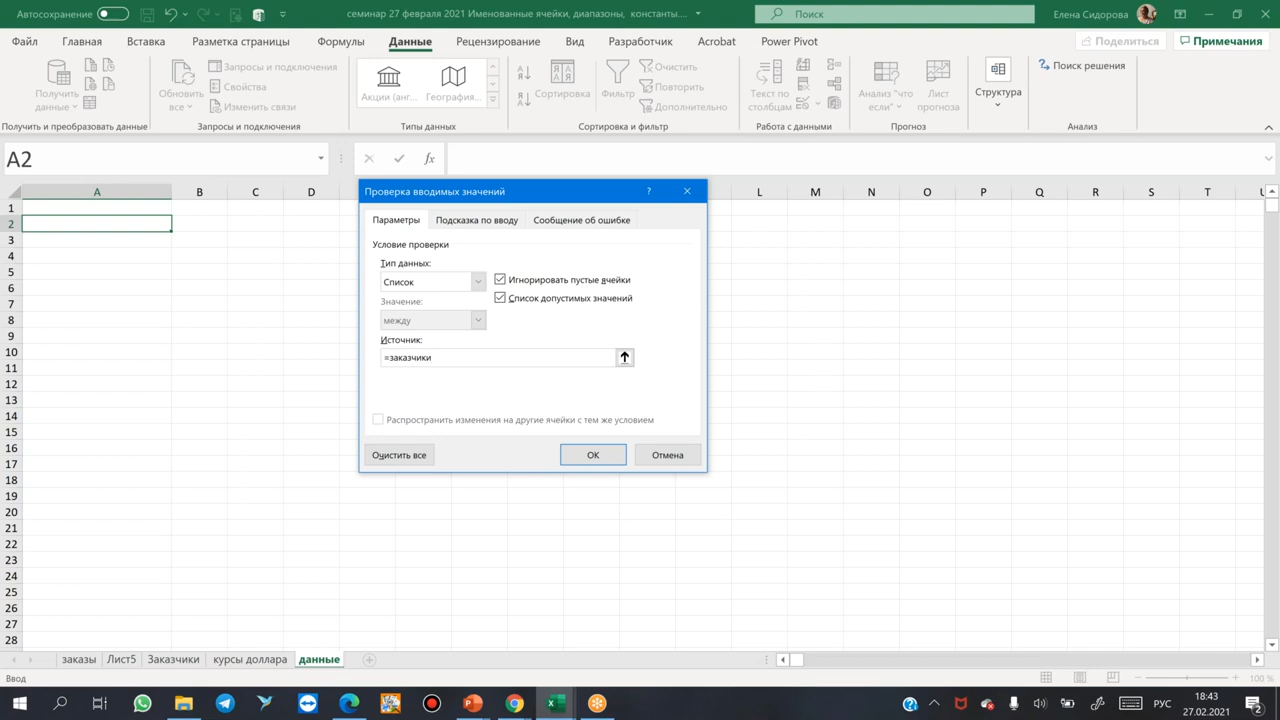 Автосохранение
семинар 27 февраля 2021 Именованные ячейки, диапазоны, константы....
Поиск
Елена Сидорова
Файл Главная Вставка Разметка страницы Формулы Данные Рецензирование Вид Разработчик Acrobat Power Pivot
Поделиться
Примечания
Получить данные
Обновить все
Запросы и подключения
Свойства
Изменить связи
Акции (анг...
География...
Сортировка
Фильтр
Очистить
Повторить
Дополнительно
Текст по столбцам
Анализ "что если"
Лист прогноза
Структура
Поиск решения
Получить и преобразовать данные
Запросы и подключения
Типы данных
Сортировка и фильтр
Работа с данными
Прогноз
Анализ
A2
fx
A B C D L M N O P Q R S T U
1
2
3
4
5
6
7
8
9
10
11
12
13
14
15
16
17
18
19
20
21
22
23
24
25
26
27
28
Проверка вводимых значений
?
Параметры Подсказка по вводу Сообщение об ошибке
Условие проверки
Тип данных:
Список
Игнорировать пустые ячейки
Значение:
Список допустимых значений
между
Источник:
=заказчики
Распространить изменения на другие ячейки с тем же условием
Очистить все
ОК
Отмена
заказы Лист5 Заказчики курсы доллара данные
Ввод
100 %
РУС
18:43
27.02.2021
2